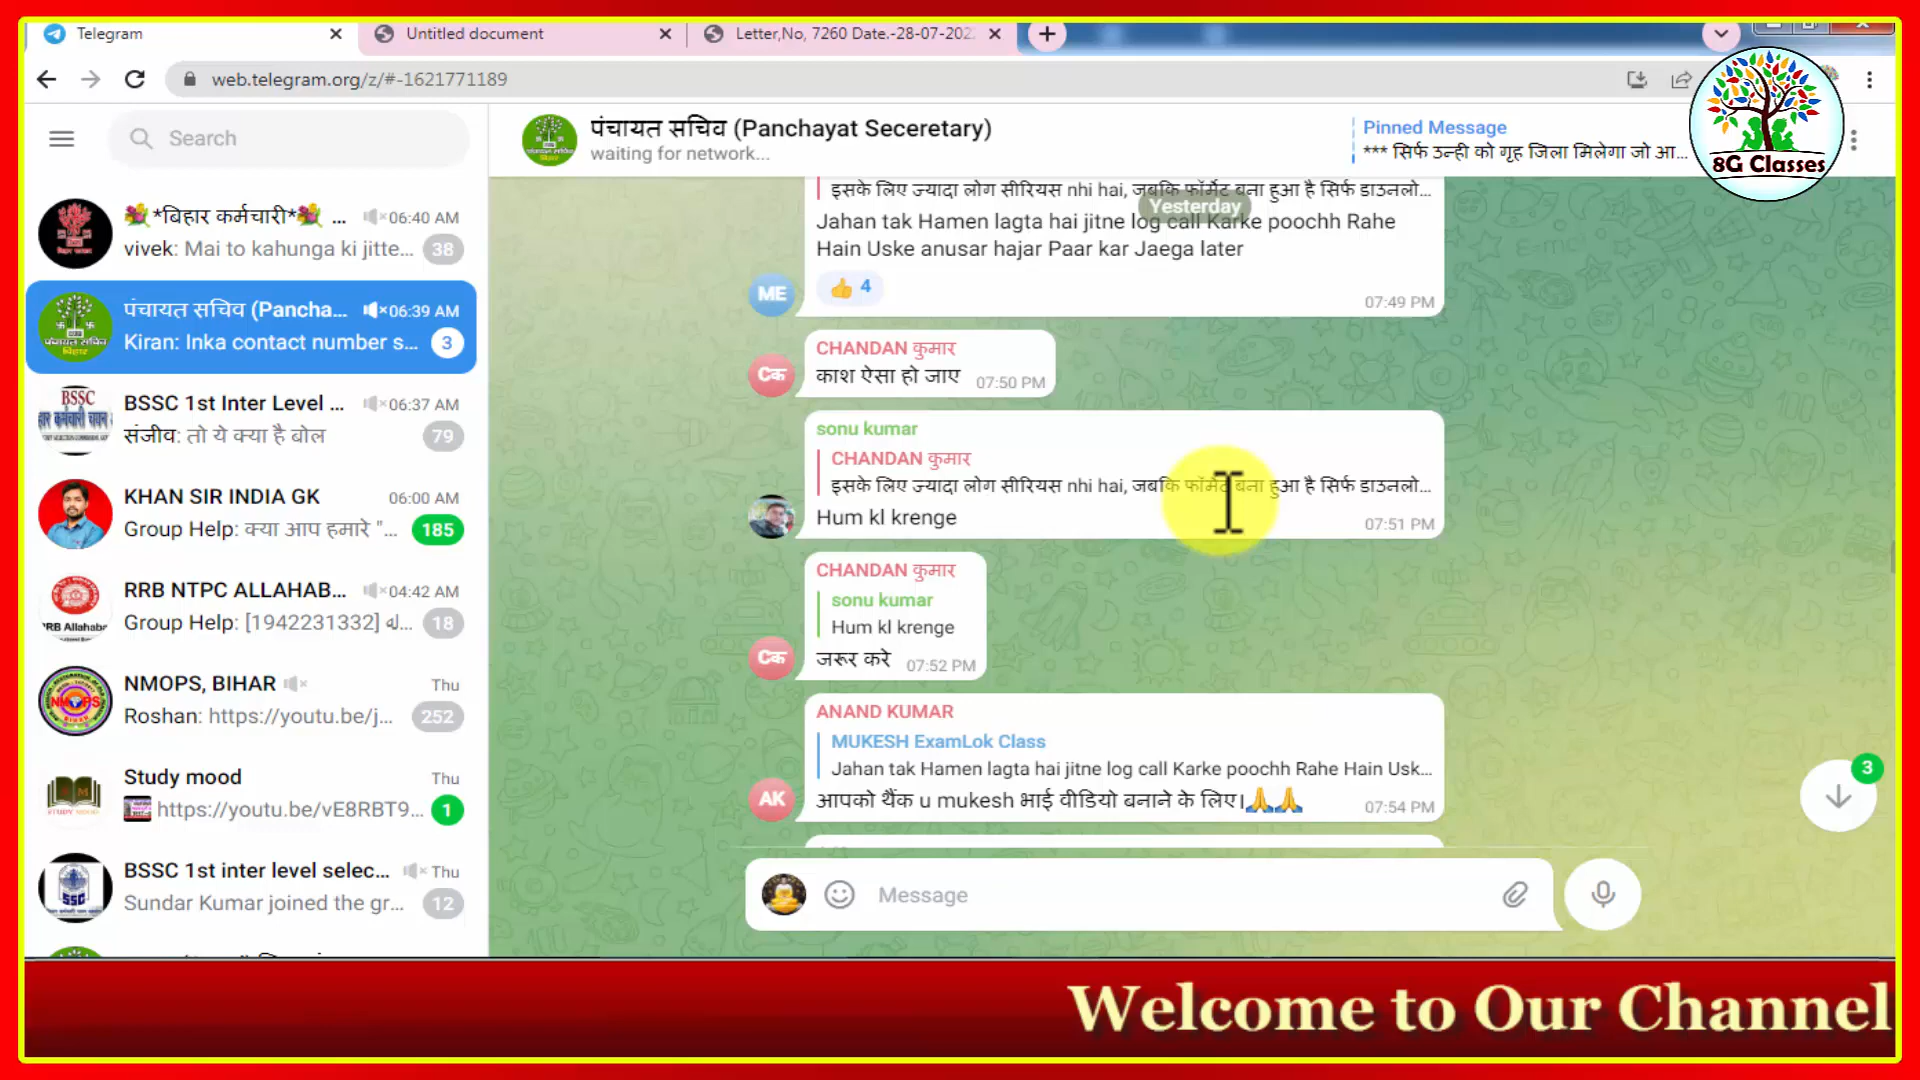 Telegram
Untitled document
Letter,No, 7260 Date.-28-07-202
web.telegram.org/z/#-1621771189
8G Classes
Search
*बिहार कर्मचारी* ... 06:40 AM
vivek: Mai to kahunga ki jitte... 38
पंचायत सचिव (Pancha... 06:39 AM
Kiran: Inka contact number s... 3
BSSC 1st Inter Level ... 06:37 AM
संजीव: तो ये क्या है बोल 79
KHAN SIR INDIA GK 06:00 AM
Group Help: क्या आप हमारे "... 185
RRB NTPC ALLAHAB... 04:42 AM
Group Help: [1942231332] 18
NMOPS, BIHAR Thu
Roshan: https://youtu.be/j... 252
Study mood Thu
https://youtu.be/vE8RBT9... 1
BSSC 1st inter level selec... Thu
Sundar Kumar joined the gr... 12
पंचायत सचिव (Panchayat Seceretary)
waiting for network...
Pinned Message
*** सिर्फ उन्ही को गृह जिला मिलेगा जो आ...
इसके लिए ज्यादा लोग सीरियस nhi hai, जबकि फॉर्मेट बना हुआ है सिर्फ डाउनलो...
Yesterday
Jahan tak Hamen lagta hai jitne log call Karke poochh Rahe
Hain Uske anusar hajar Paar kar Jaega later
ME
4
07:49 PM
CHANDAN कुमार
Cक
काश ऐसा हो जाए 07:50 PM
sonu kumar
CHANDAN कुमार
इसके लिए ज्यादा लोग सीरियस nhi hai, जबकि फॉर्मेट बना हुआ है सिर्फ डाउनलो...
Hum kl krenge 07:51 PM
CHANDAN कुमार
sonu kumar
Hum kl krenge
Cक
जरूर करे 07:52 PM
ANAND KUMAR
MUKESH ExamLok Class
Jahan tak Hamen lagta hai jitne log call Karke poochh Rahe Hain Usk...
AK
आपको थैंक u mukesh भाई वीडियो बनाने के लिए।🙏🙏 07:54 PM
3
Message
Welcome to Our Channel